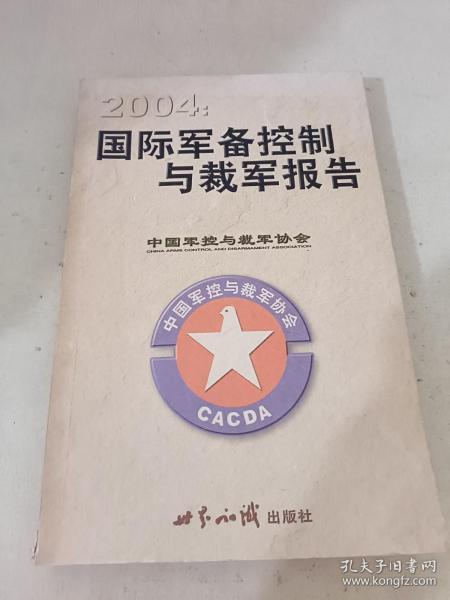 2004:
国际军备控制
与裁军报告
中国军控与裁军协会
CHINA ARMS CONTROL AND DISARMAMENT ASSOCIATION
中国军控与裁军协会
CACDA
世界知识出版社
孔夫子旧书网
www.kongfz.com